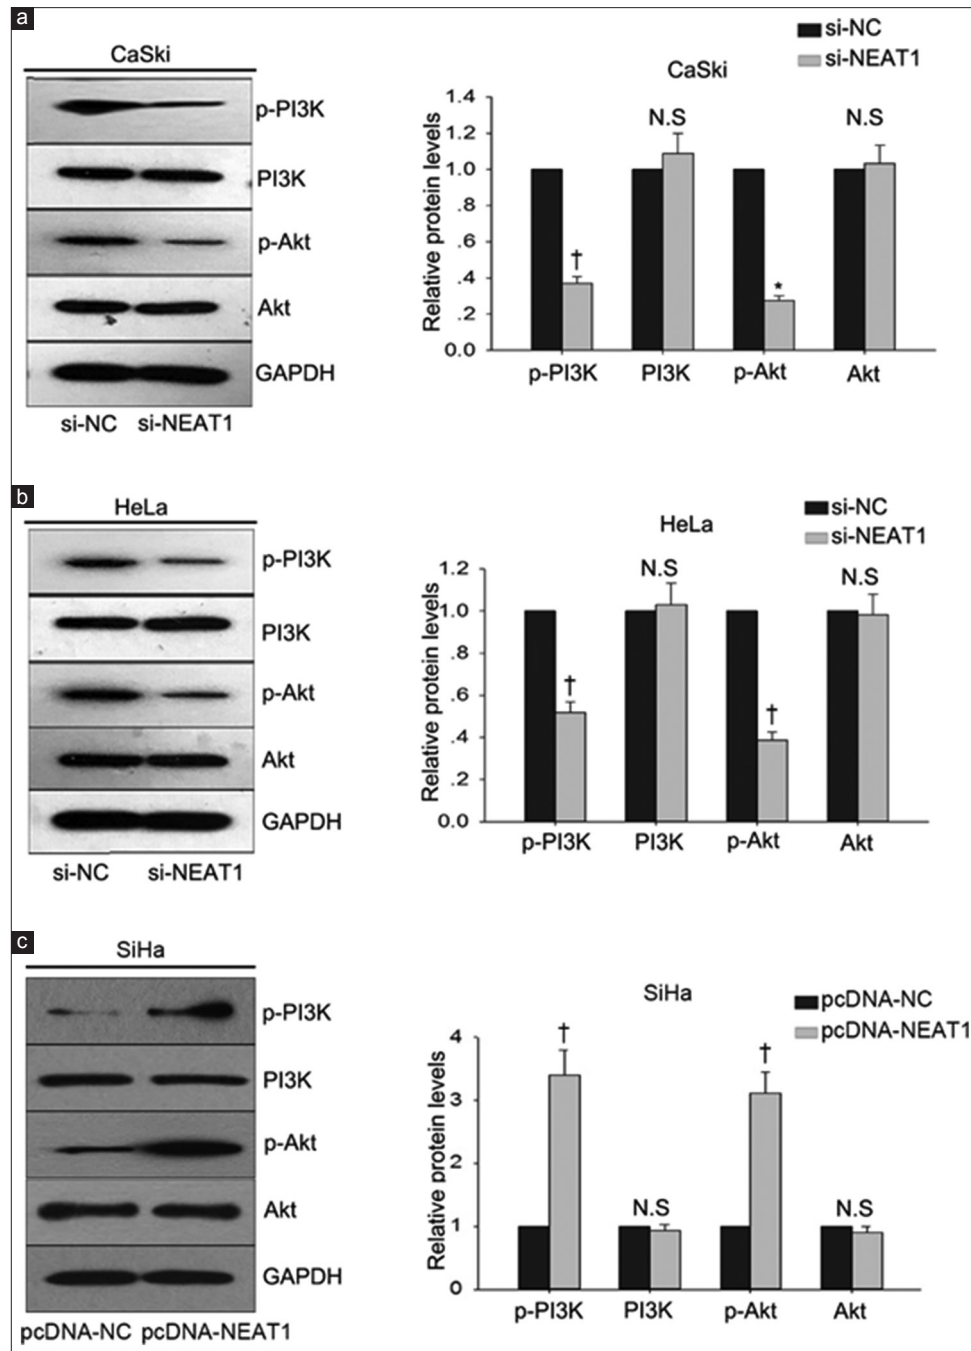 a
CaSki
p-PI3K
PI3K
p-Akt
Akt
GAPDH
si-NC si-NEAT1
si-NC
si-NEAT1
CaSki
Relative protein levels
1.4
1.2
1.0
.8
.6
.4
.2
0.0
†
N.S
*
N.S
p-PI3K PI3K p-Akt Akt
b
HeLa
p-PI3K
PI3K
p-Akt
Akt
GAPDH
si-NC si-NEAT1
si-NC
si-NEAT1
HeLa
Relative protein levels
1.2
1.0
.8
.6
.4
.2
0.0
†
N.S
†
N.S
p-PI3K PI3K p-Akt Akt
c
SiHa
p-PI3K
PI3K
p-Akt
Akt
GAPDH
pcDNA-NC pcDNA-NEAT1
pcDNA-NC
pcDNA-NEAT1
SiHa
Relative protein levels
4
3
2
1
0
†
N.S
†
N.S
p-PI3K PI3K p-Akt Akt